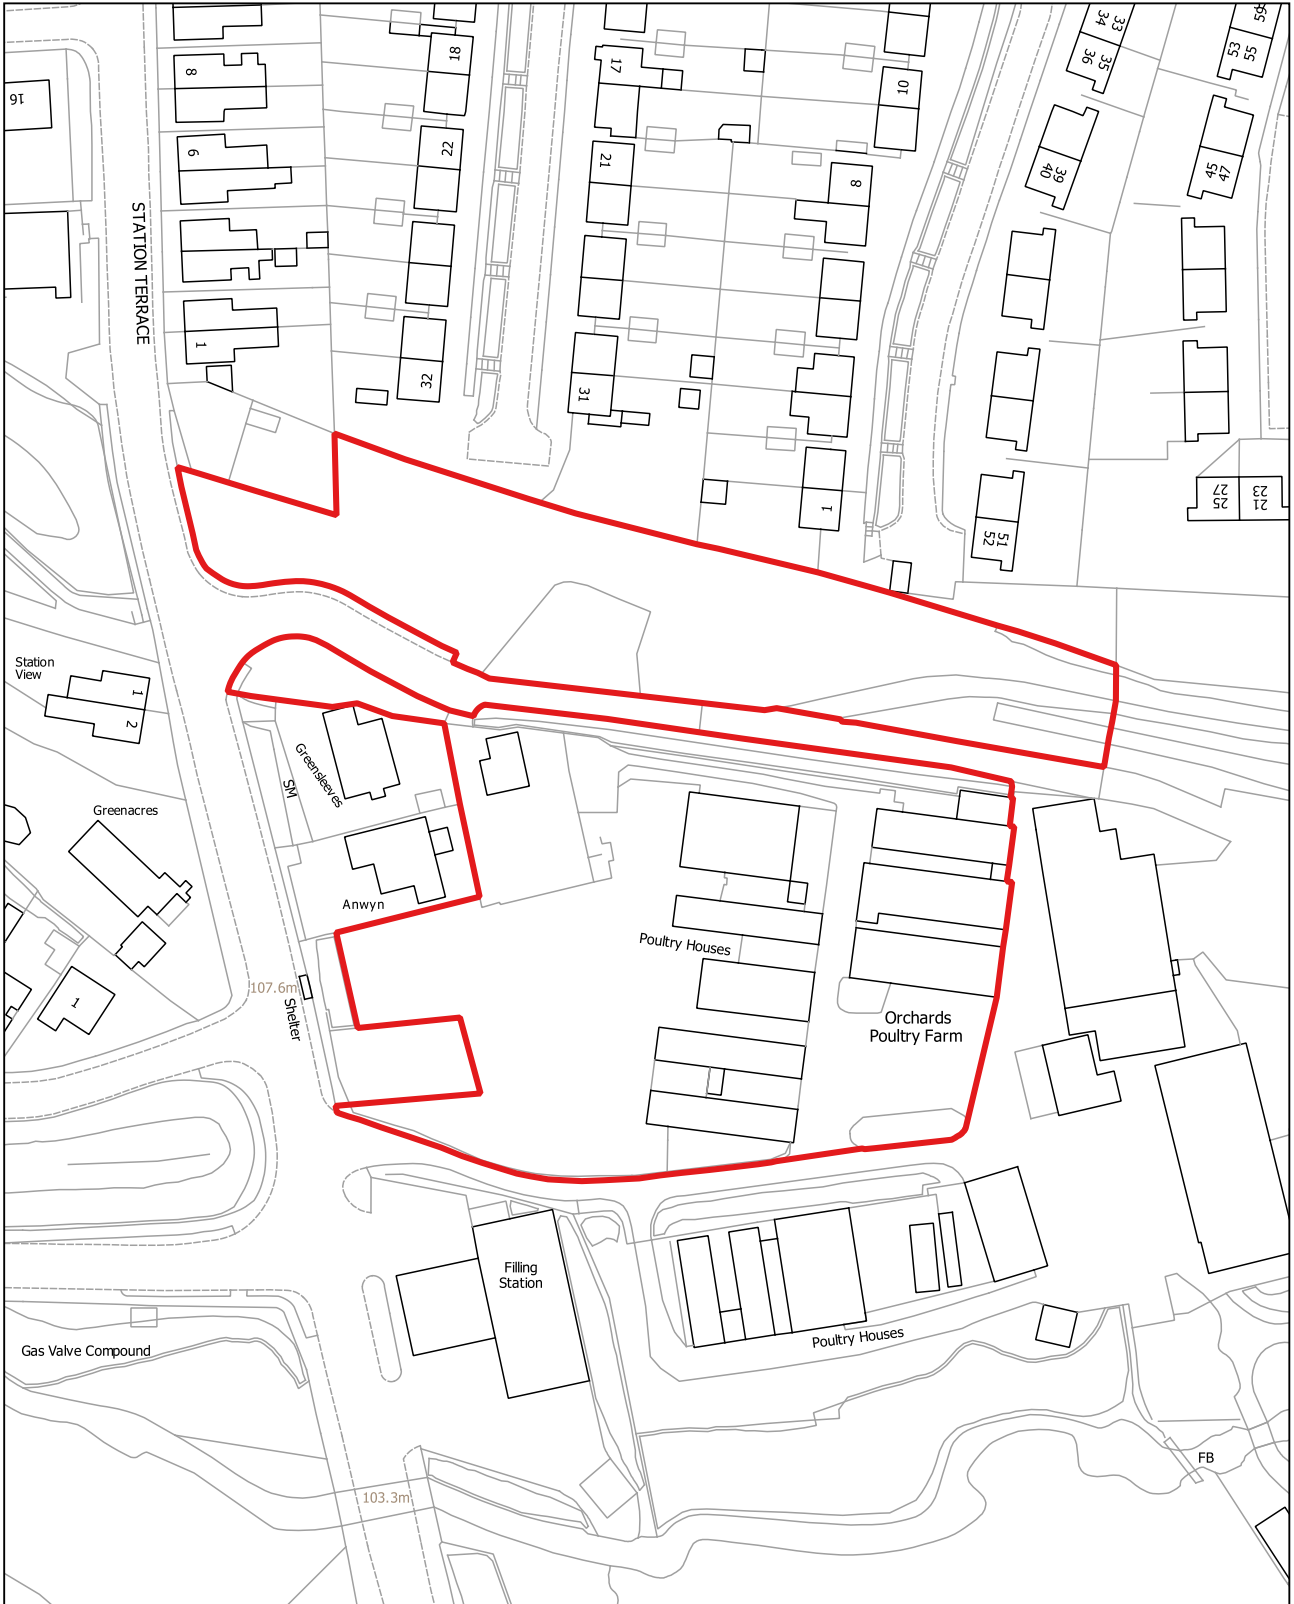 18
17
10
33
34
35
36
59
53
55
16
8
6
22
21
8
39
40
45
47
STATION TERRACE
1
32
31
1
51
52
25
27
21
23
Station
View
1
2
Greensleeves
SM
Greenacres
Anwyn
Poultry Houses
107.6m
Shelter
1
Orchards
Poultry Farm
Filling
Station
Poultry Houses
Gas Valve Compound
FB
103.3m